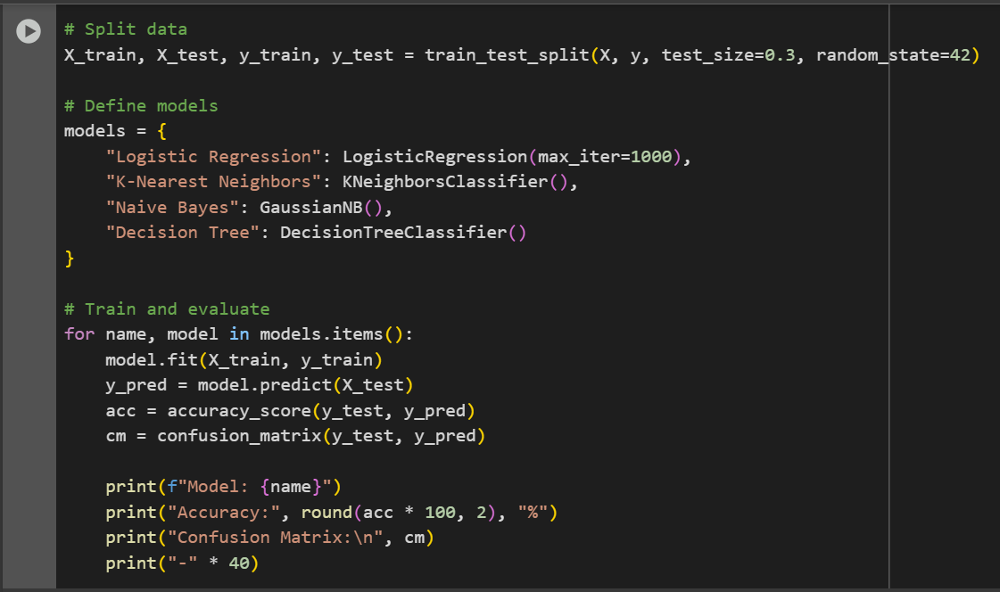 # Split data
X_train, X_test, y_train, y_test = train_test_split(X, y, test_size=0.3, random_state=42)
# Define models
models = {
    "Logistic Regression": LogisticRegression(max_iter=1000),
    "K-Nearest Neighbors": KNeighborsClassifier(),
    "Naive Bayes": GaussianNB(),
    "Decision Tree": DecisionTreeClassifier()
}
# Train and evaluate
for name, model in models.items():
    model.fit(X_train, y_train)
    y_pred = model.predict(X_test)
    acc = accuracy_score(y_test, y_pred)
    cm = confusion_matrix(y_test, y_pred)
    print(f"Model: {name}")
    print("Accuracy:", round(acc * 100, 2), "%")
    print("Confusion Matrix:\n", cm)
    print("-" * 40)